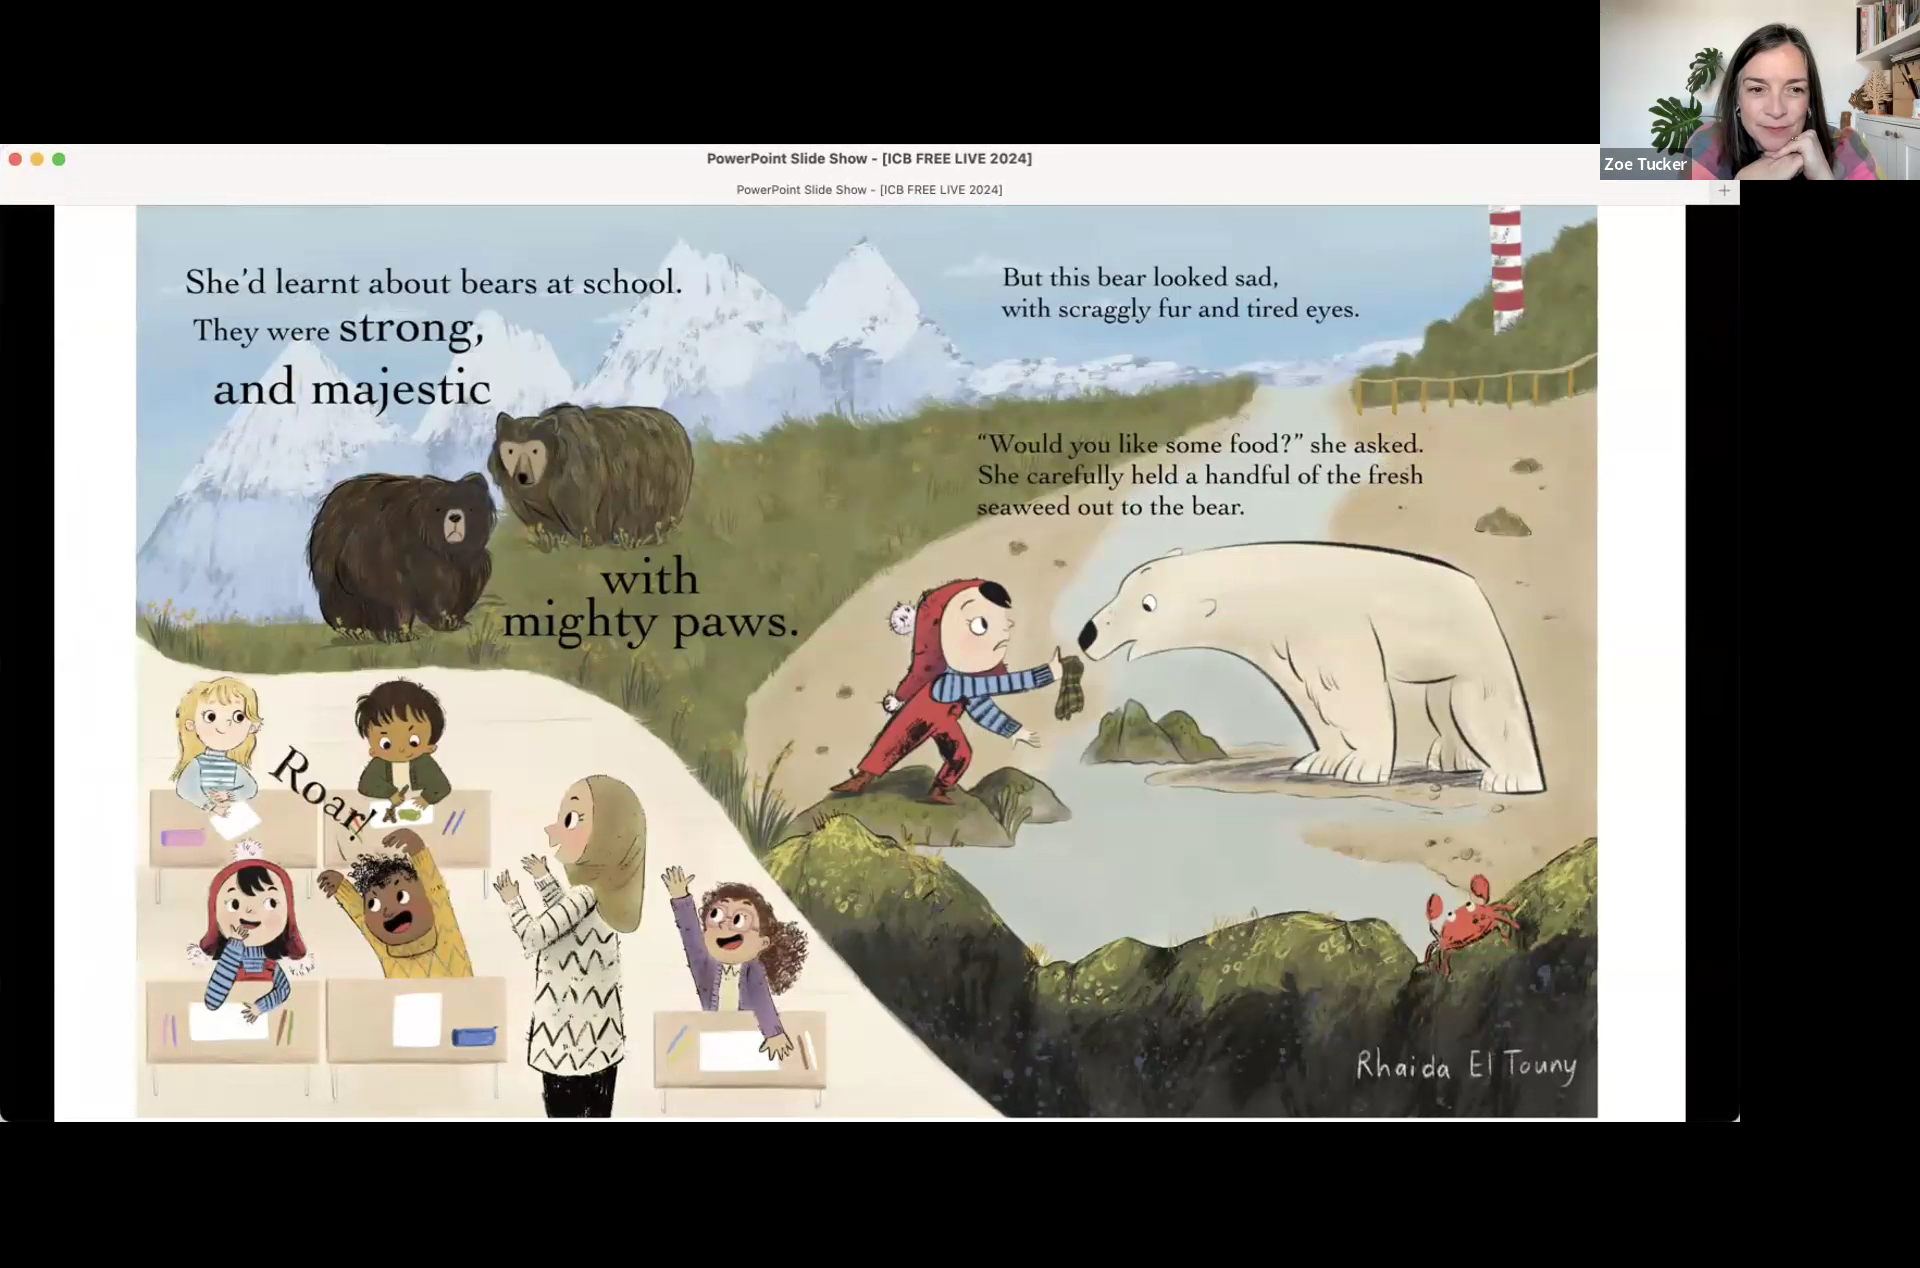 Zoe Tucker
PowerPoint Slide Show - [ICB FREE LIVE 2024]
PowerPoint Slide Show - [ICB FREE LIVE 2024]
She'd learnt about bears at school.
They were strong,
and majestic
with
mighty paws.
Roar!
But this bear looked sad,
with scraggly fur and tired eyes.
“Would you like some food?” she asked.
She carefully held a handful of the fresh
seaweed out to the bear.
Rhaida El Touny